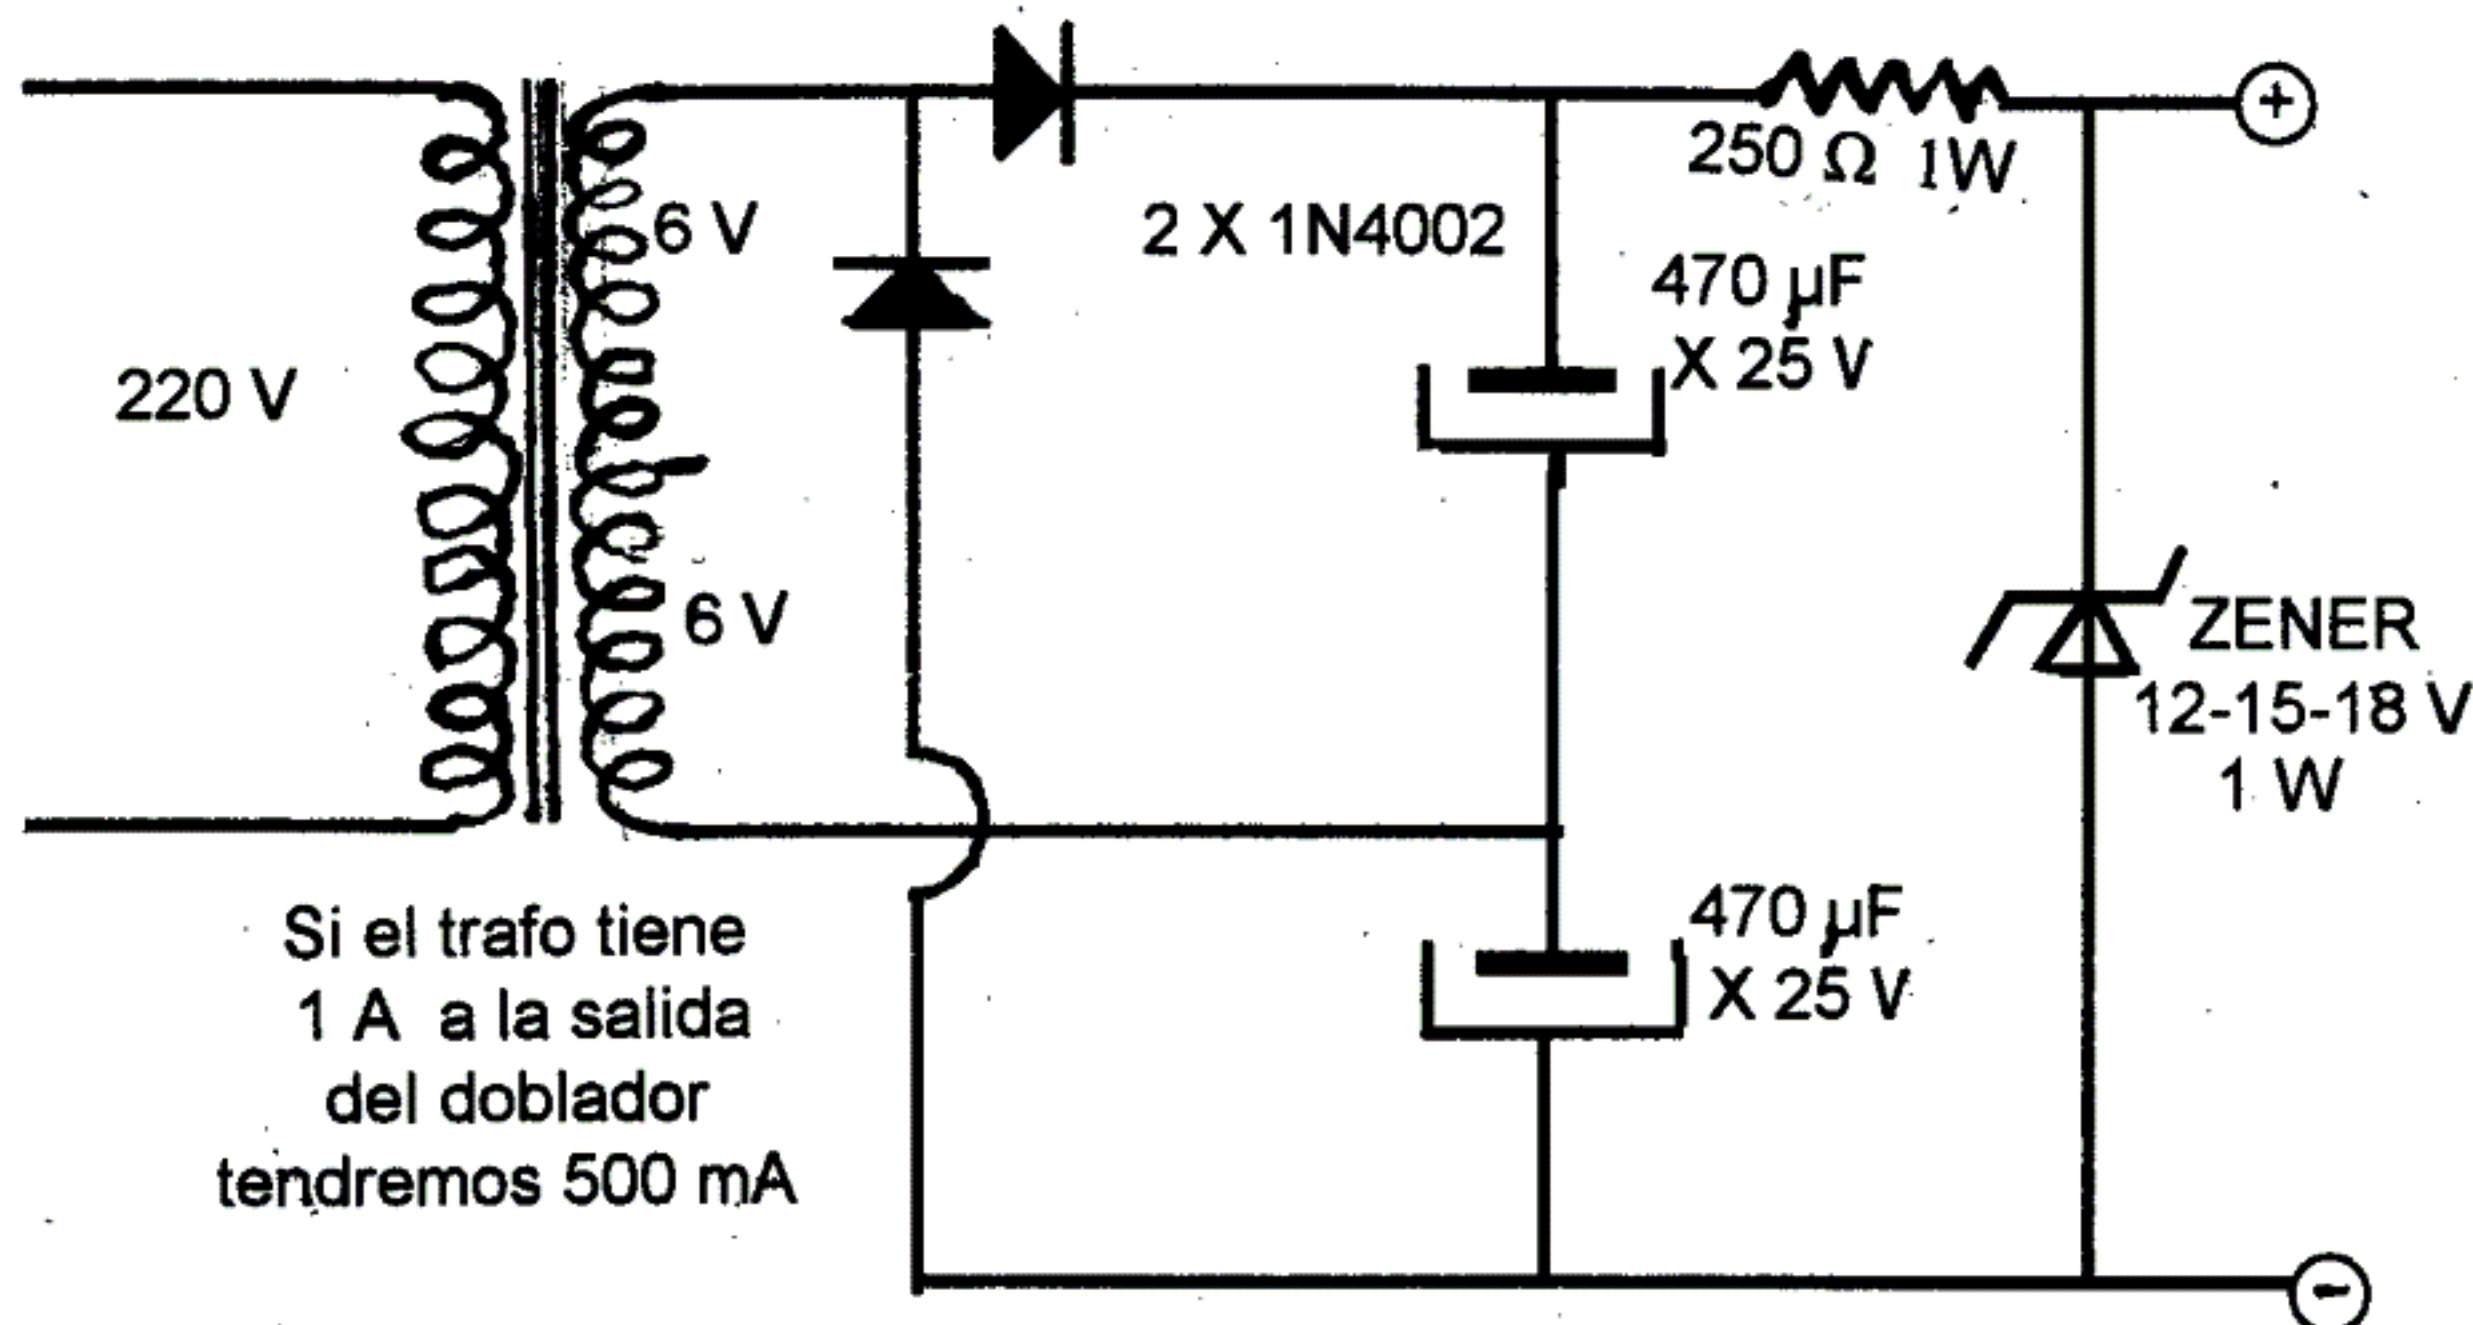 +
250 Ω 1W
6 V
2 X 1N4002
470 µF
X 25 V
220 V
6 V
ZENER
12-15-18 V
1 W
470 µF
X 25 V
Si el trafo tiene
1 A a la salida
del doblador
tendremos 500 mA
-